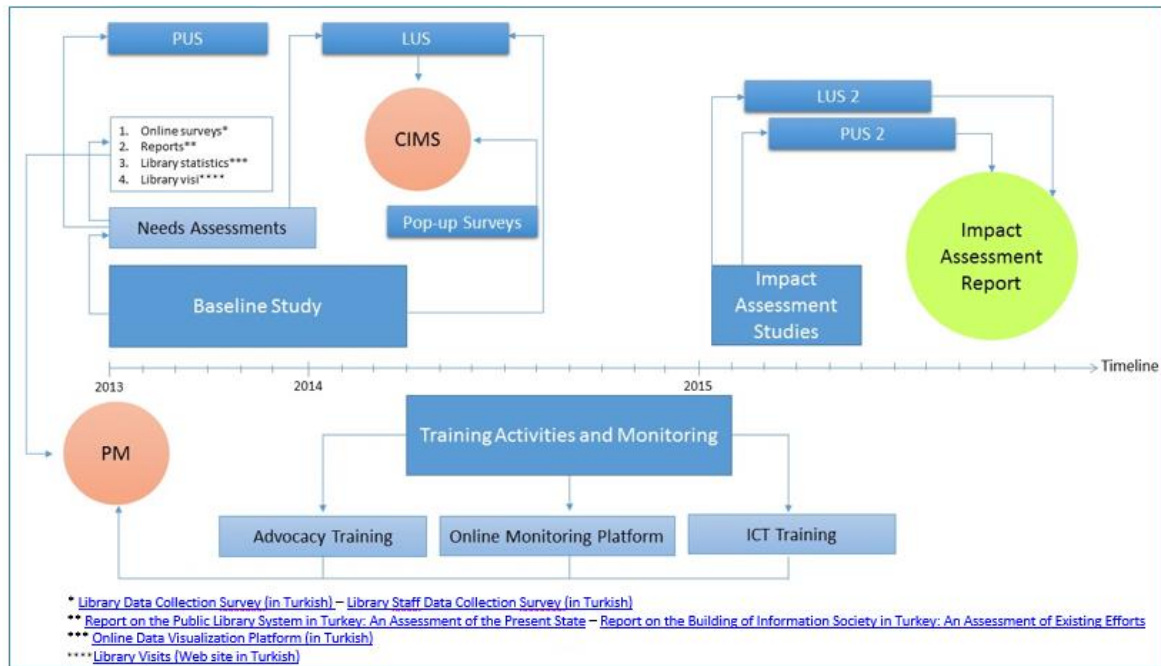 PUS
LUS
LUS 2
PUS 2
1. Online surveys*
2. Reports**
3. Library statistics***
4. Library visi****
CIMS
Needs Assessments
Pop-up Surveys
Impact
Assessment
Report
Baseline Study
Impact
Assessment
Studies
Timeline
2013
2014
2015
PM
Training Activities and Monitoring
Advocacy Training
Online Monitoring Platform
ICT Training
* Library Data Collection Survey (in Turkish) – Library Staff Data Collection Survey (in Turkish)
** Report on the Public Library System in Turkey: An Assessment of the Present State – Report on the Building of Information Society in Turkey: An Assessment of Existing Efforts
*** Online Data Visualization Platform (in Turkish)
****Library Visits (Web site in Turkish)